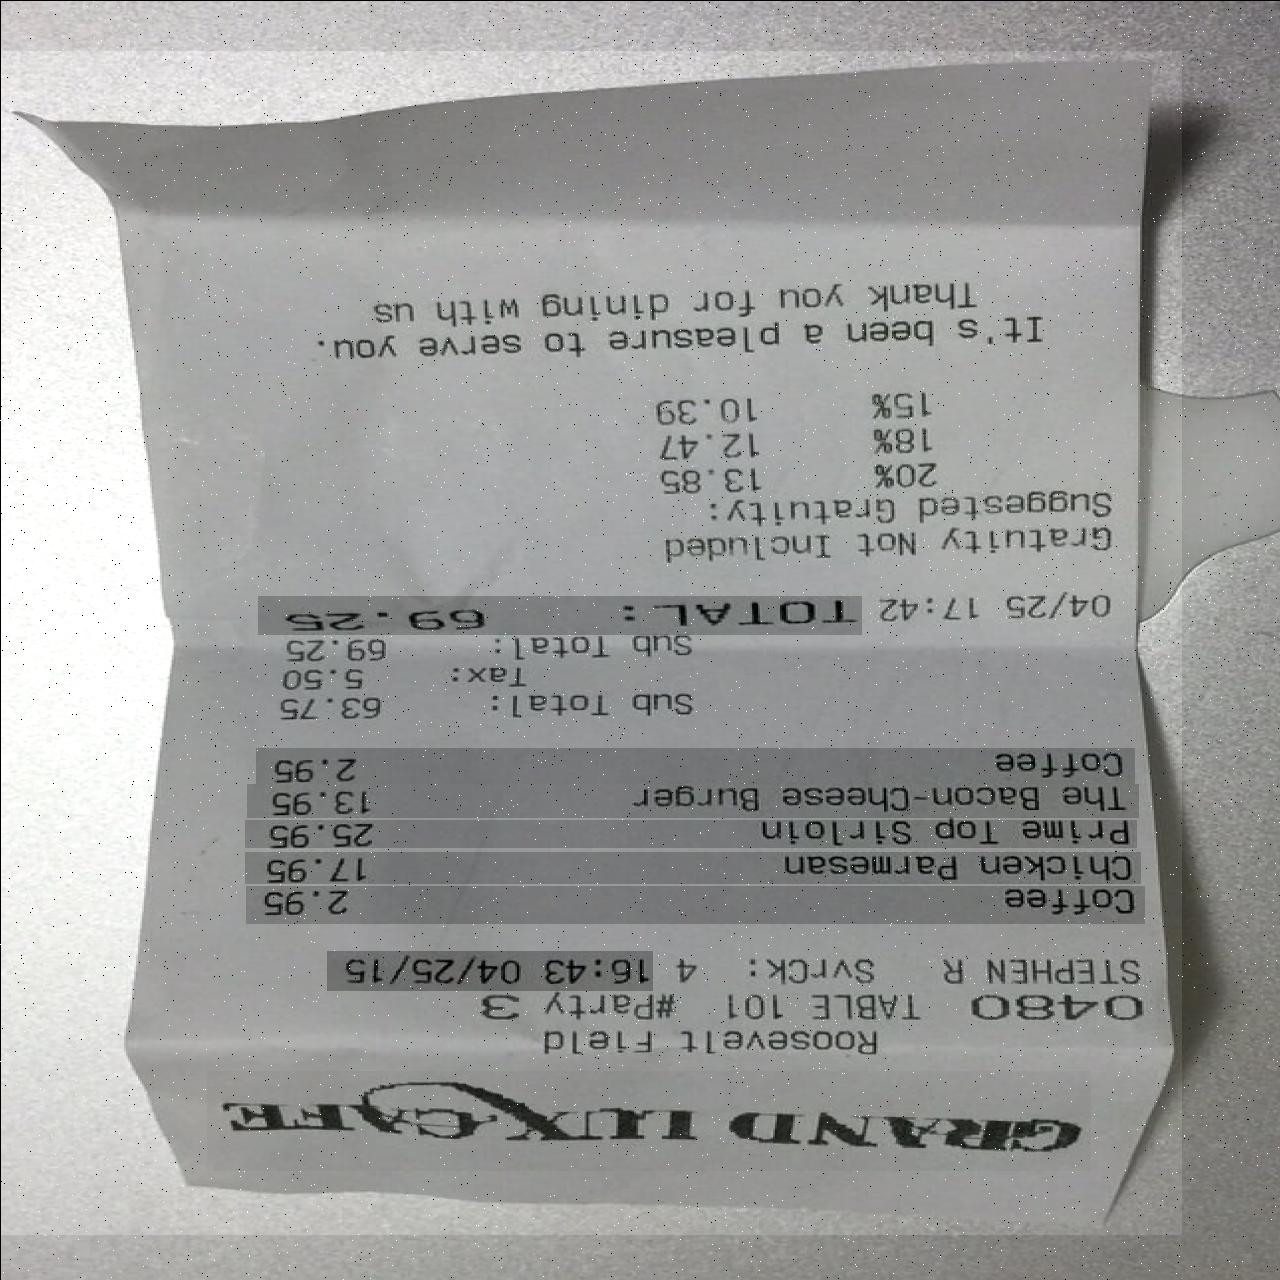 GRAND LUX CAFE
Roosevelt Field
0480 TABLE 101 #Party 3
STEPHEN R SvrCk: 4 16:43 04/25/15
Coffee 2.95
Chicken Parmesan 17.95
Prime Top Sirloin 25.95
The Bacon-Cheese Burger 13.95
Coffee 2.95
Sub Total: 63.75
Tax: 5.50
Sub Total: 69.25
04/25 17:42 TOTAL: 69.25
Gratuity Not Included
Suggested Gratuity:
20% 13.85
18% 12.47
15% 10.39
It's been a pleasure to serve you.
Thank you for dining with us